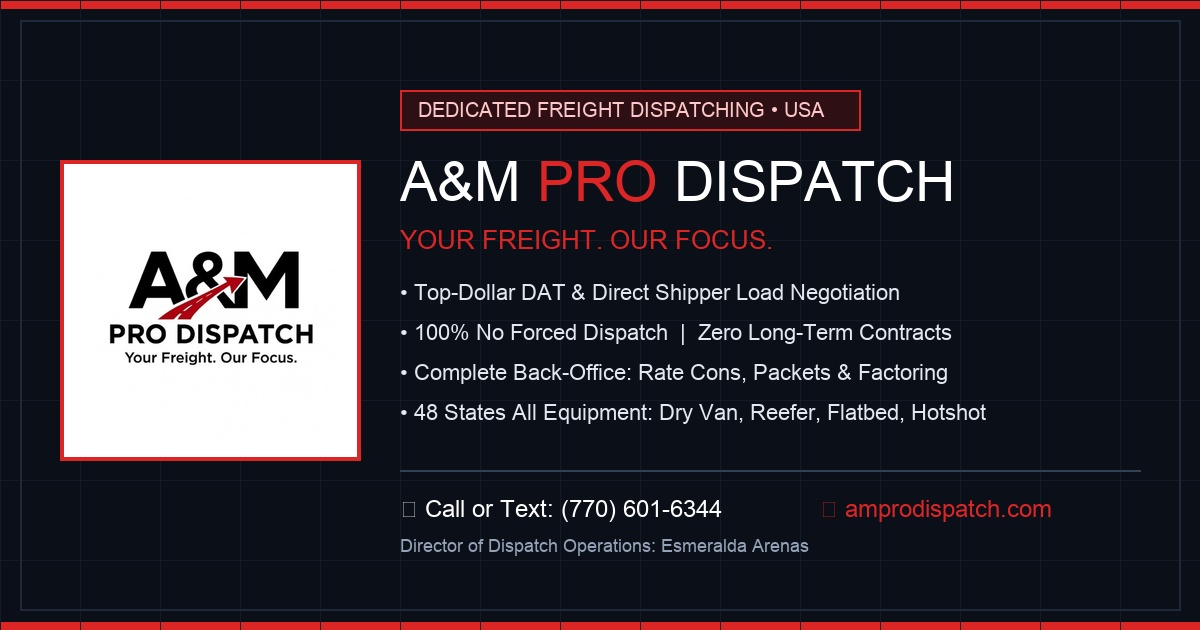 DEDICATED FREIGHT DISPATCHING • USA
A&M PRO DISPATCH
YOUR FREIGHT. OUR FOCUS.
• Top-Dollar DAT & Direct Shipper Load Negotiation
• 100% No Forced Dispatch | Zero Long-Term Contracts
• Complete Back-Office: Rate Cons, Packets & Factoring
• 48 States All Equipment: Dry Van, Reefer, Flatbed, Hotshot
A&M
PRO DISPATCH
Your Freight. Our Focus.
Call or Text: (770) 601-6344
amprodispatch.com
Director of Dispatch Operations: Esmeralda Arenas